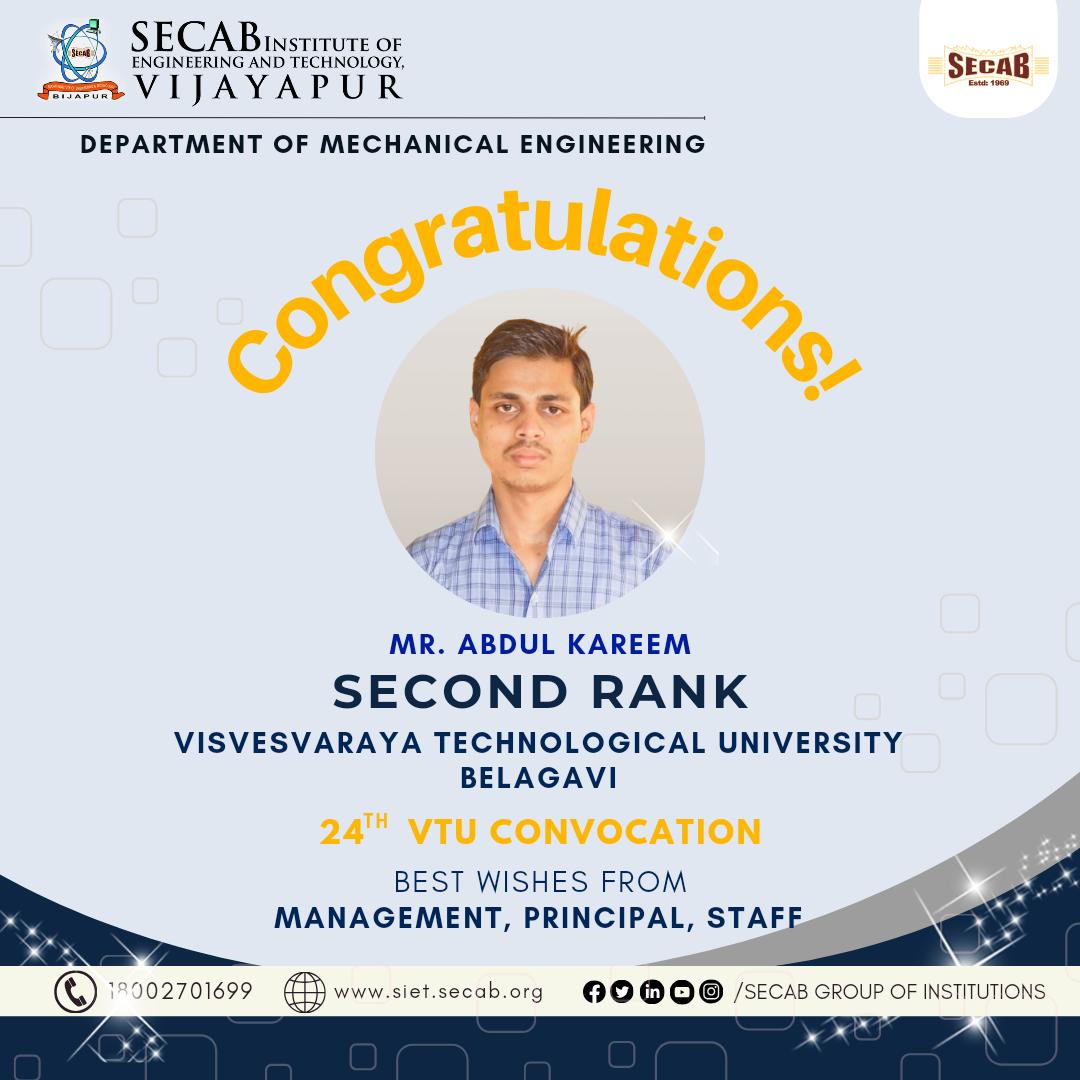 SECAB INSTITUTE OF
ENGINEERING AND TECHNOLOGY,
VIJAYAPUR
SECAB
BIJAPUR
SECAB
Estd: 1969
DEPARTMENT OF MECHANICAL ENGINEERING
Congratulations!
MR. ABDUL KAREEM
SECOND RANK
VISVESVARAYA TECHNOLOGICAL UNIVERSITY
BELAGAVI
24TH VTU CONVOCATION
BEST WISHES FROM
MANAGEMENT, PRINCIPAL, STAFF
18002701699
www.siet.secab.org
/SECAB GROUP OF INSTITUTIONS